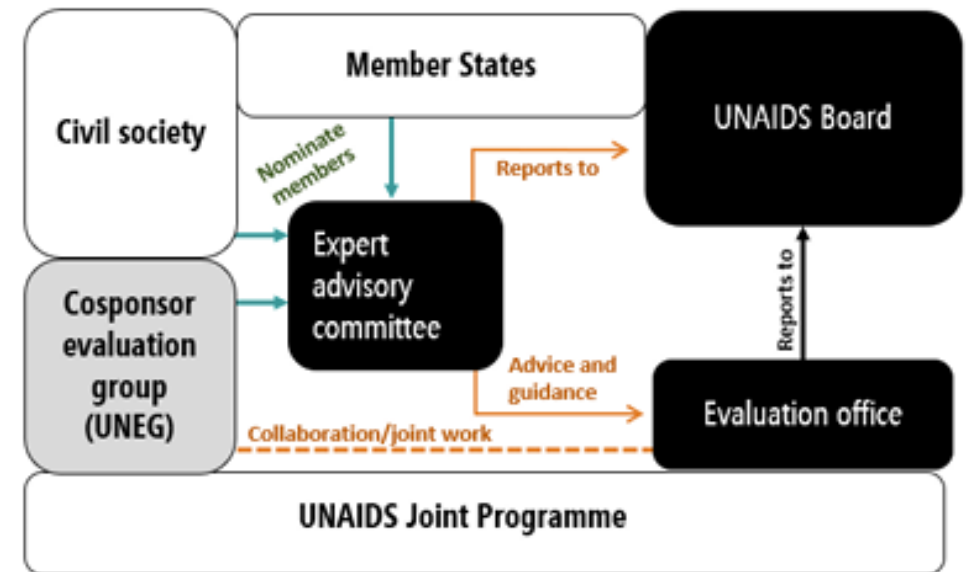 Member States
UNAIDS Board
Civil society
Nominate
members
Reports to
Expert
advisory
committee
Cosponsor
evaluation
group
(UNEG)
Reports to
Advice and
guidance
Evaluation office
Collaboration/joint work
UNAIDS Joint Programme